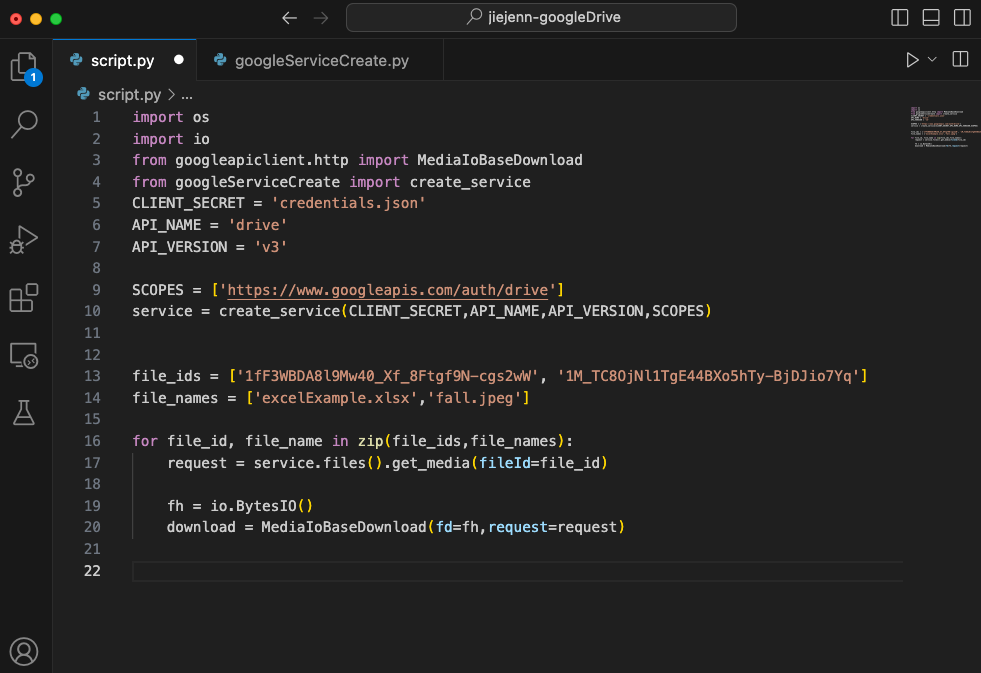 jiejenn-googleDrive
script.py
googleServiceCreate.py
1
script.py > ...
1 import os
2 import io
3 from googleapiclient.http import MediaIoBaseDownload
4 from googleServiceCreate import create_service
5 CLIENT_SECRET = 'credentials.json'
6 API_NAME = 'drive'
7 API_VERSION = 'v3'
8
9 SCOPES = ['https://www.googleapis.com/auth/drive']
10 service = create_service(CLIENT_SECRET,API_NAME,API_VERSION,SCOPES)
11
12
13 file_ids = ['1fF3WBDA8l9Mw40_Xf_8Ftgf9N-cgs2wW', '1M_TC8OjNl1TgE44BXo5hTy-BjDJio7Yq']
14 file_names = ['excelExample.xlsx','fall.jpeg']
15
16 for file_id, file_name in zip(file_ids,file_names):
17     request = service.files().get_media(fileId=file_id)
18
19     fh = io.BytesIO()
20     download = MediaIoBaseDownload(fd=fh,request=request)
21
22